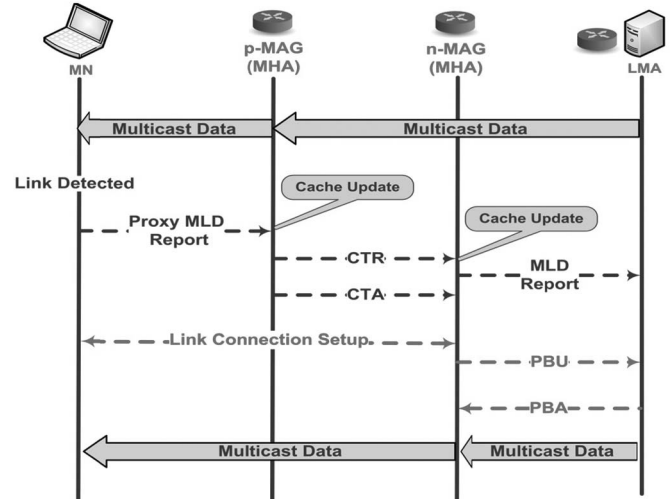 MN
p-MAG
(MHA)
n-MAG
(MHA)
LMA
Multicast Data
Multicast Data
Link Detected
Cache Update
Proxy MLD
Report
Cache Update
CTR
MLD
Report
CTA
Link Connection Setup
PBU
PBA
Multicast Data
Multicast Data